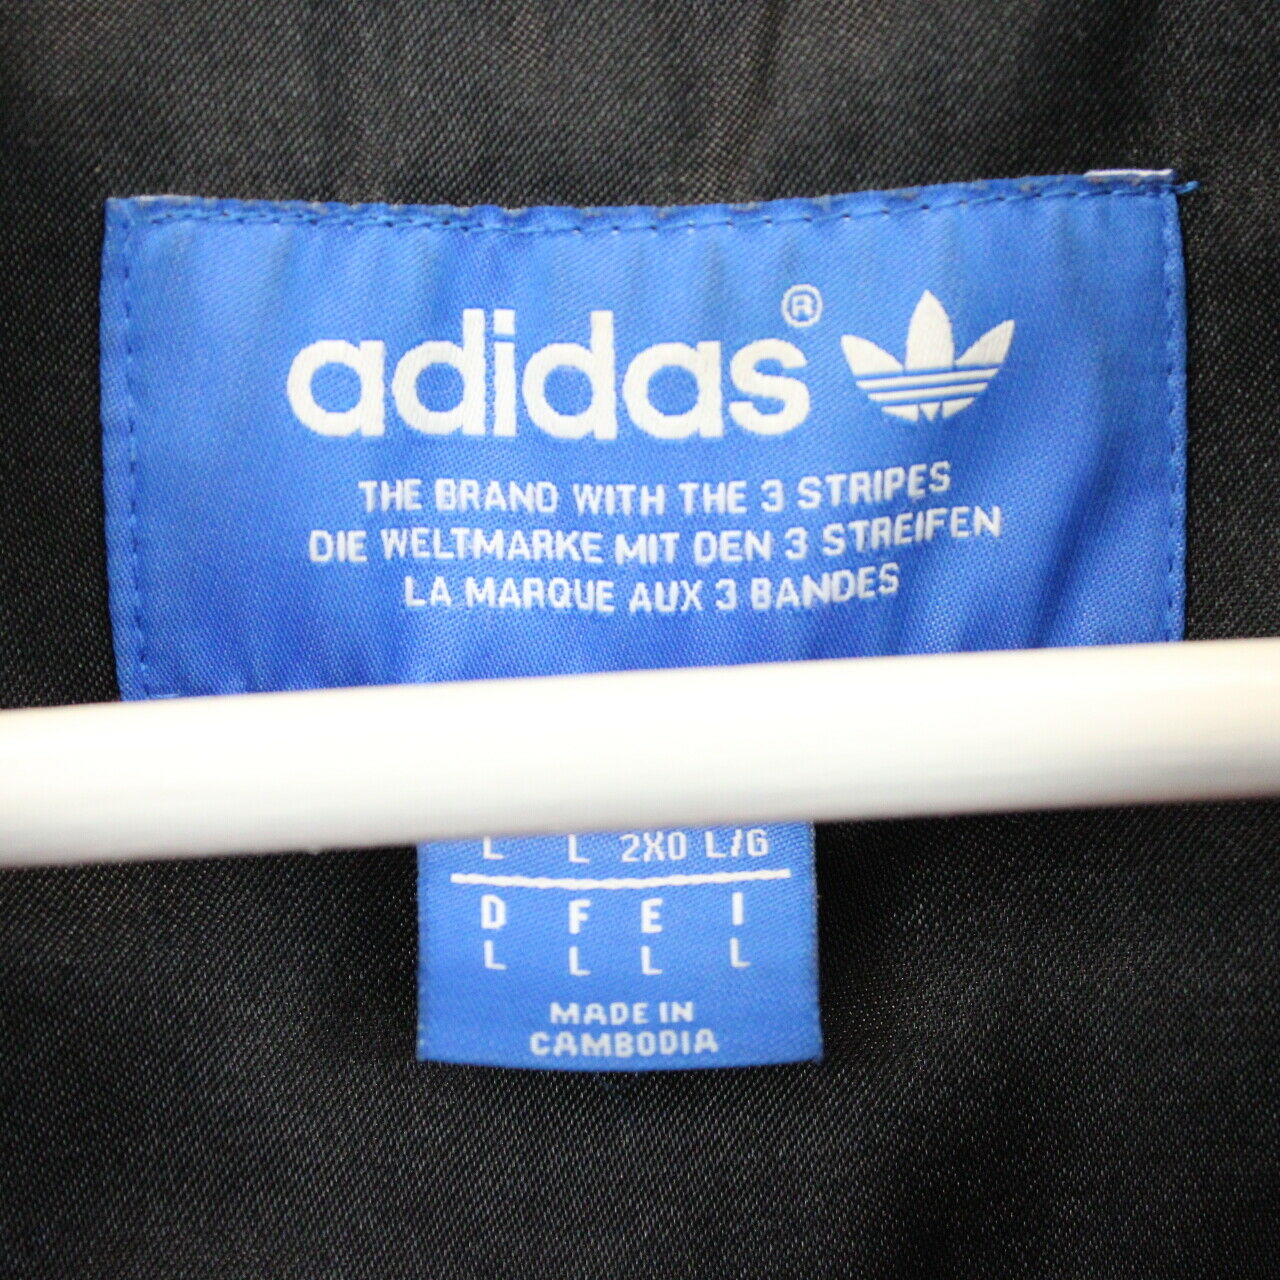 adidas®
THE BRAND WITH THE 3 STRIPES
DIE WELTMARKE MIT DEN 3 STREIFEN
LA MARQUE AUX 3 BANDES
L L 2XO L/G
D F E I
L L L L
MADE IN
CAMBODIA